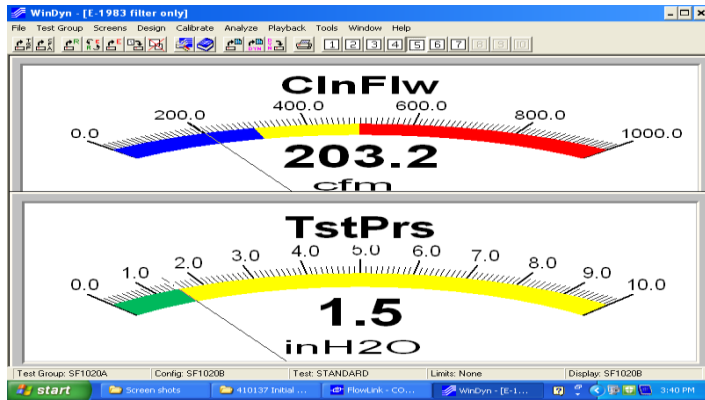 WinDyn - [E-1983 filter only]
File Test Group Screens Design Calibrate Analyze Playback Tools Window Help
1 2 3 4 5 6 7 8 9 10
ClnFlw
0.0 200.0 400.0 600.0 800.0 1000.0
203.2
cfm
TstPrs
0.0 1.0 2.0 3.0 4.0 5.0 6.0 7.0 8.0 9.0 10.0
1.5
inH2O
Test Group: SF1020A Config: SF1020B Test: STANDARD Limits: None Display: SF1020B
start Screen shots 410137 Initial ... FlowLink - CO... WinDyn - [E-1... 3:40 PM